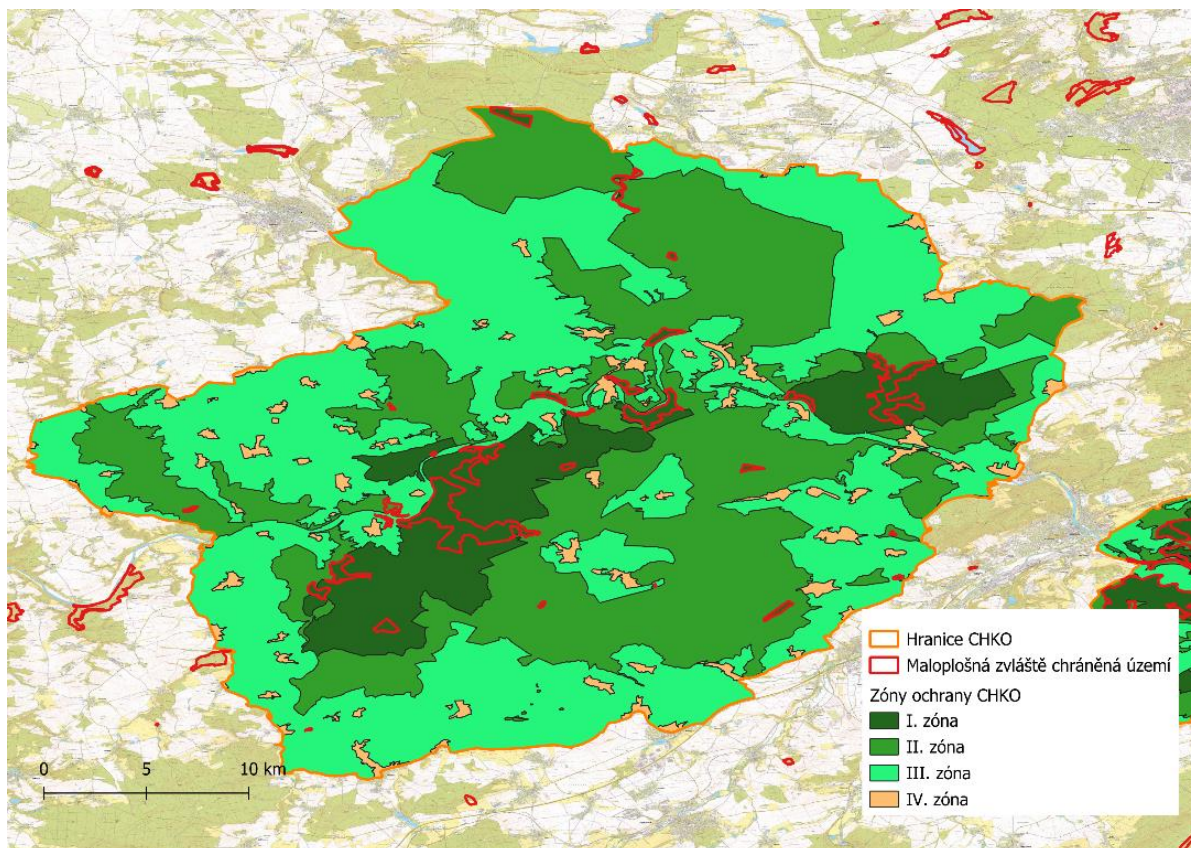 Hranice CHKO
Maloplošná zvláště chráněná území
Zóny ochrany CHKO
I. zóna
II. zóna
III. zóna
IV. zóna
0 5 10 km